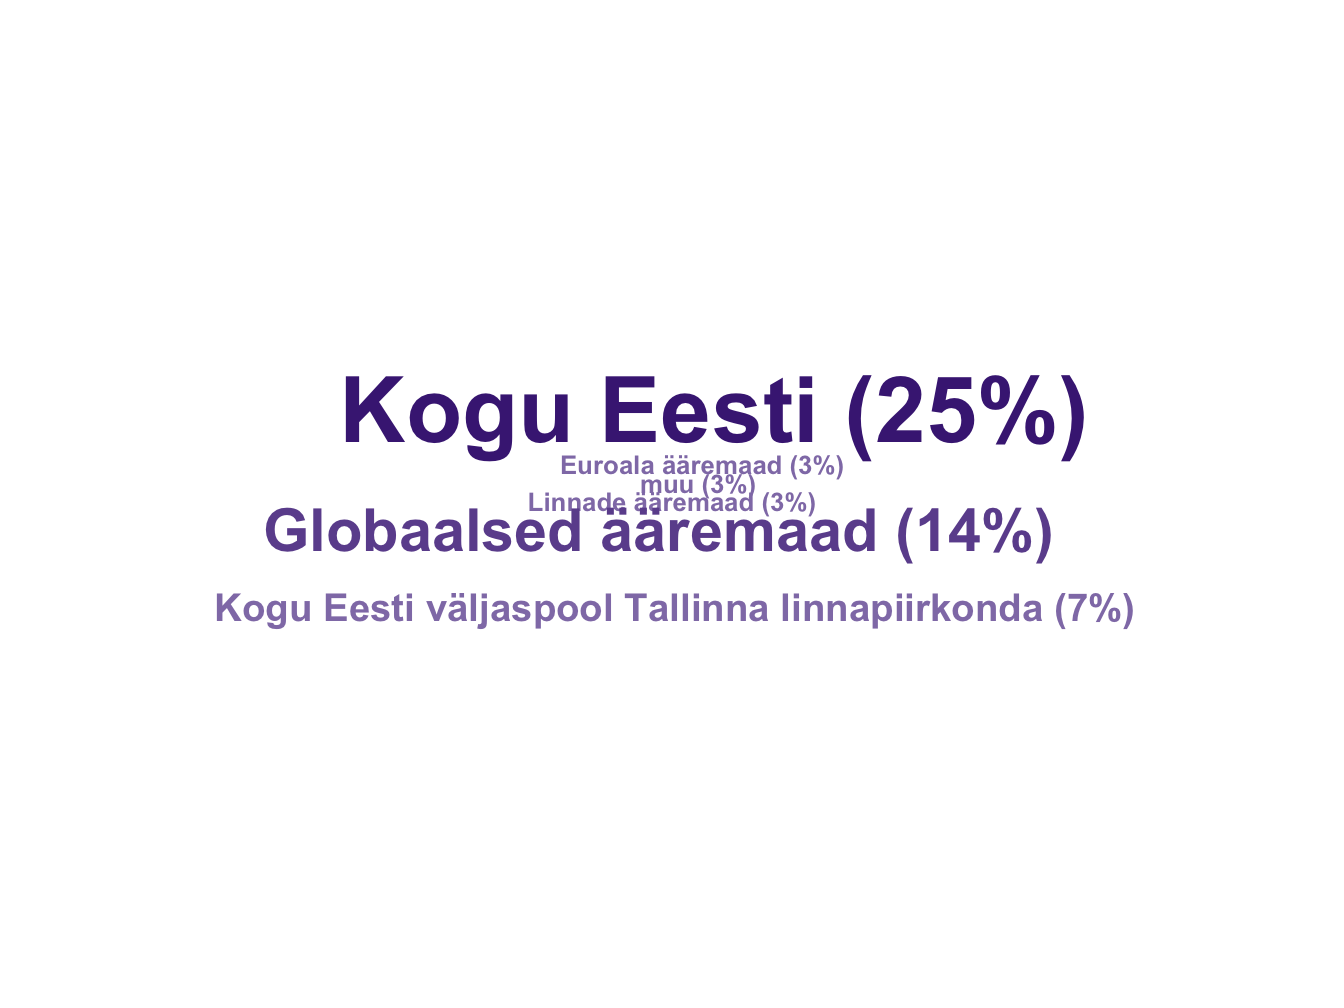 Kogu Eesti (25%)
Euroala ääremaad (3%)
muu (3%)
Linnade ääremaad (3%)
Globaalsed ääremaad (14%)
Kogu Eesti väljaspool Tallinna linnapiirkonda (7%)